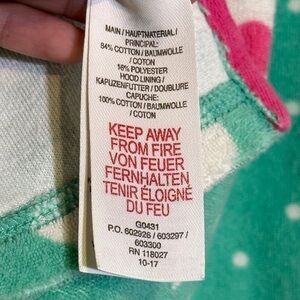 MAIN / HAUPTMATERIAL /
PRINCIPAL:
84% COTTON / BAUMWOLLE
/ COTON
16% POLYESTER
HOOD LINING /
KAPUZENFUTTER / DOUBLURE
CAPUCHE:
100% COTTON / BAUMWOLLE
/ COTON
KEEP AWAY
FROM FIRE
VON FEUER
FERNHALTEN
TENIR ÉLOIGNÉ
DU FEU
G0431
P.O. 602926 / 603297 /
603300
RN 118027
10-17